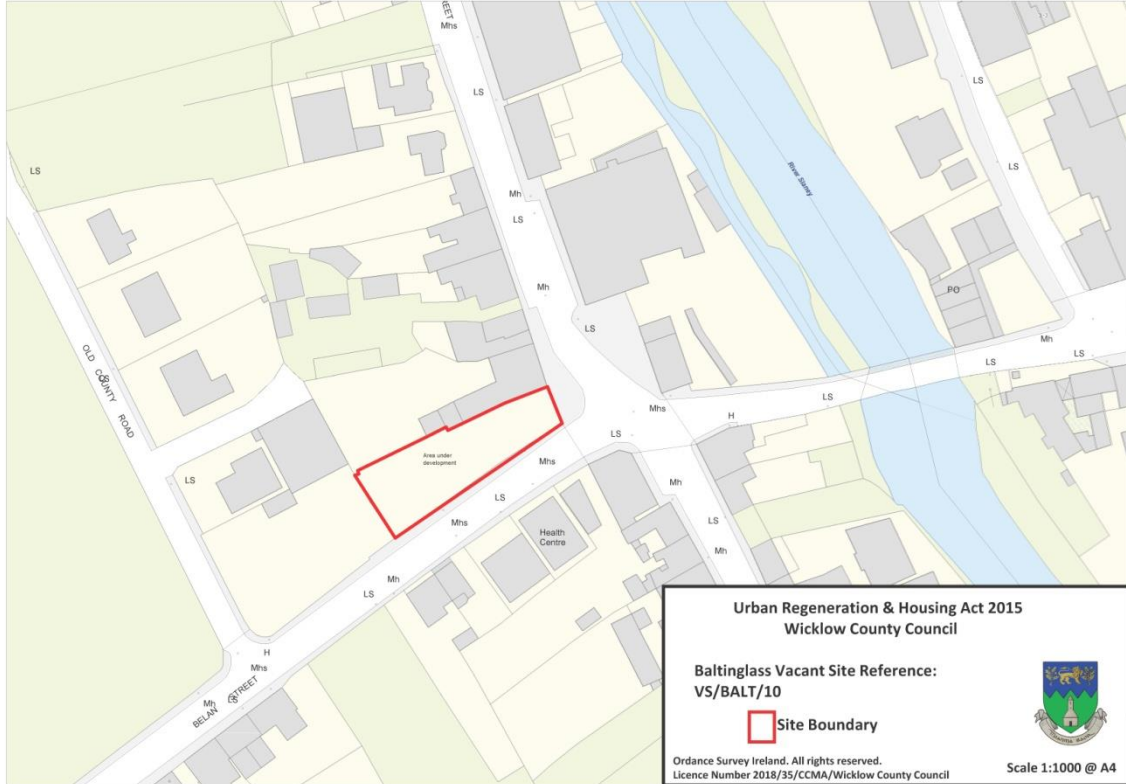 REET
Mhs
LS
LS
LS
Mh
LS
River Slaney
Mh
PO
LS
Mh
LS
LS
OLD COUNTY ROAD
LS
LS
Mhs
H
LS
Area under
development
Mhs
LS
LS
LS
Mhs
Mh
LS
Health
Centre
Mh
Mh
LS
H
Mhs
Mh
LS
BELAN STREET
Urban Regeneration & Housing Act 2015
Wicklow County Council
Baltinglass Vacant Site Reference:
VS/BALT/10
Site Boundary
Ordance Survey Ireland. All rights reserved.
Licence Number 2018/35/CCMA/Wicklow County Council
Scale 1:1000 @ A4